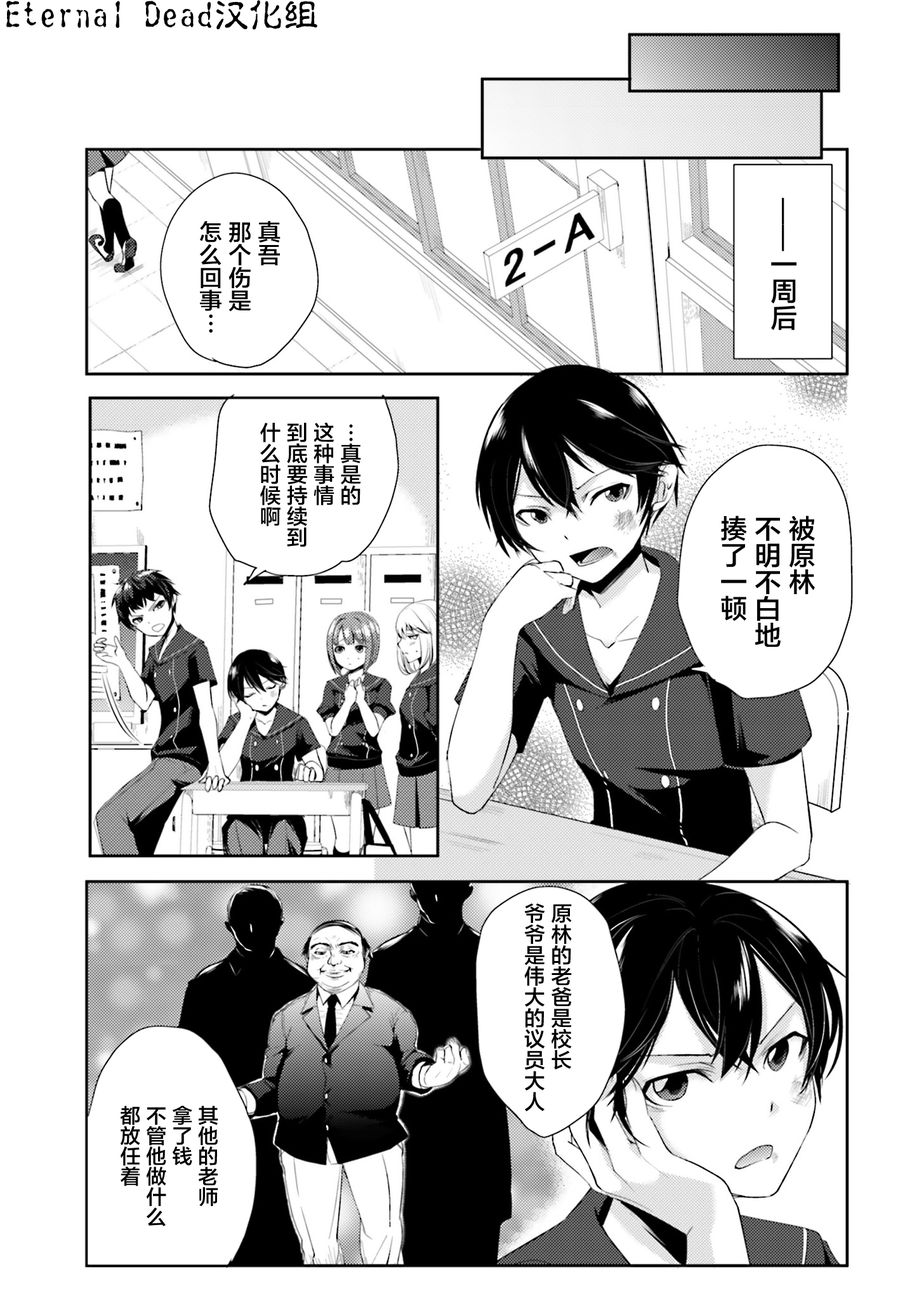 Eternal Dead汉化组
——一周后
2-A
真吾
那个伤是
怎么回事…
被原林
不明不白地
揍了一顿
…真是的
这种事情
到底要持续到
什么时候啊
原林的老爸是校长
爷爷是伟大的议员大人
其他的老师
拿了钱
不管他做什么
都放任着